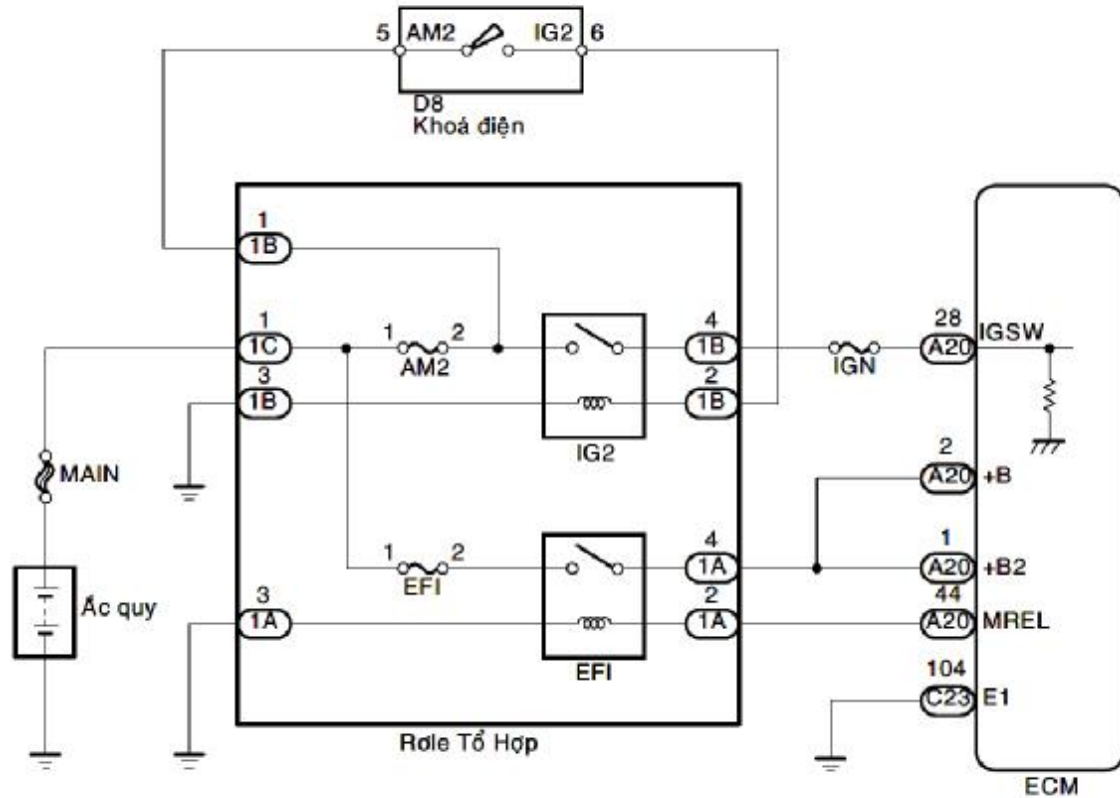 5 AM2 IG2 6
D8
Khoá điện
1
1B
1
1C
1 2
AM2
4
1B
IGN
28
A20
IGSW
3
1B
2
1B
IG2
MAIN
2
A20 +B
1 2
EFI
4
1A
1
A20 +B2
Ắc quy
3
1A
2
1A
44
A20 MREL
EFI
104
C23 E1
Rơle Tổ Hợp
ECM